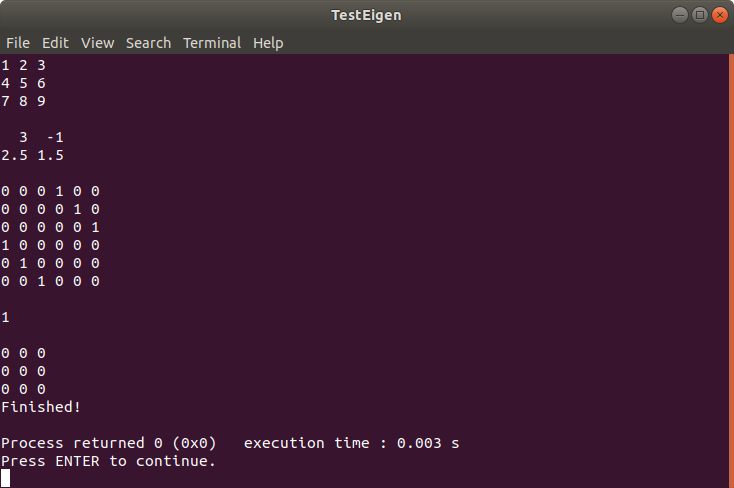 TestEigen
File Edit View Search Terminal Help
1 2 3
4 5 6
7 8 9
  3  -1
2.5 1.5
0 0 0 1 0 0
0 0 0 0 1 0
0 0 0 0 0 1
1 0 0 0 0 0
0 1 0 0 0 0
0 0 1 0 0 0
1
0 0 0
0 0 0
0 0 0
Finished!
Process returned 0 (0x0)   execution time : 0.003 s
Press ENTER to continue.